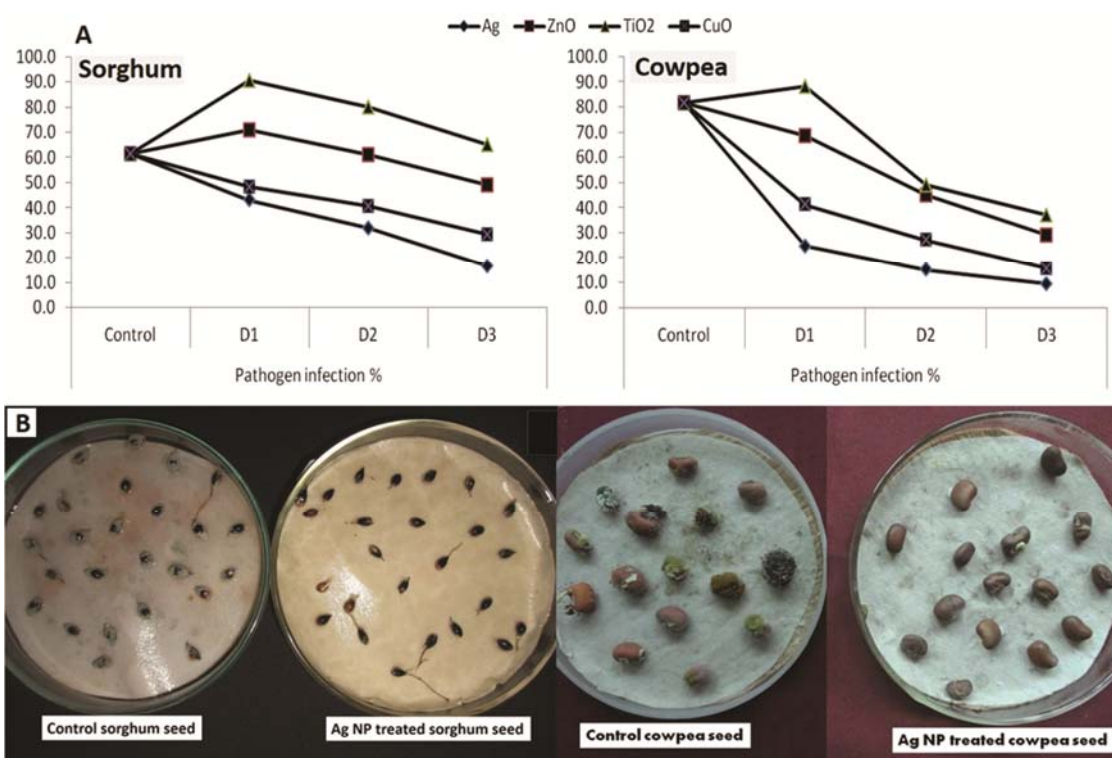 A
Ag ZnO TiO2 CuO
Sorghum
100.0
90.0
80.0
70.0
60.0
50.0
40.0
30.0
20.0
10.0
0.0
Control D1 D2 D3
Pathogen infection %
Cowpea
100.0
90.0
80.0
70.0
60.0
50.0
40.0
30.0
20.0
10.0
0.0
Control D1 D2 D3
Pathogen infection %
B
Control sorghum seed
Ag NP treated sorghum seed
Control cowpea seed
Ag NP treated cowpea seed